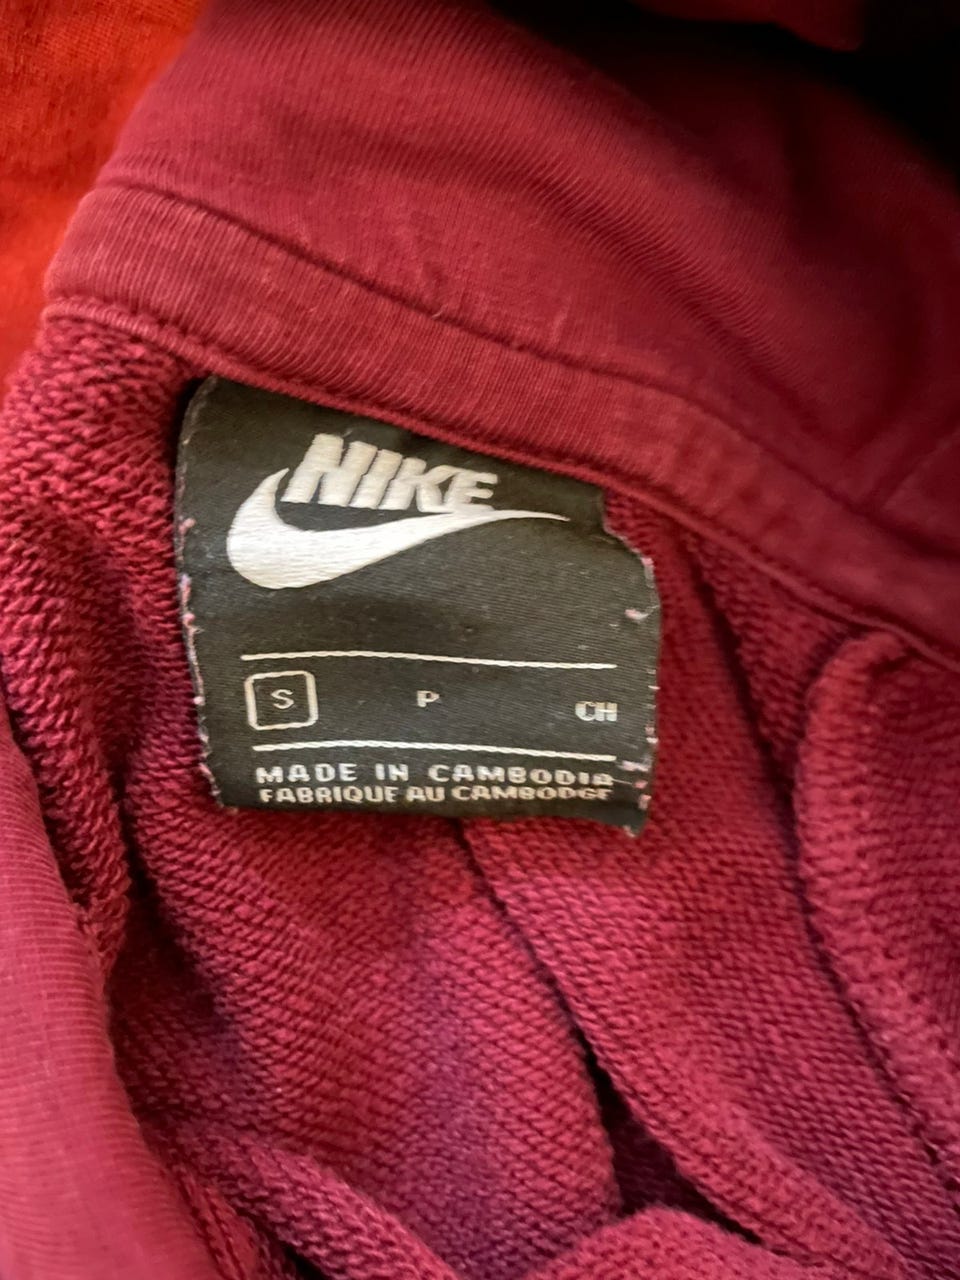 NIKE
S P CH
MADE IN CAMBODIA
FABRIQUE AU CAMBODGE